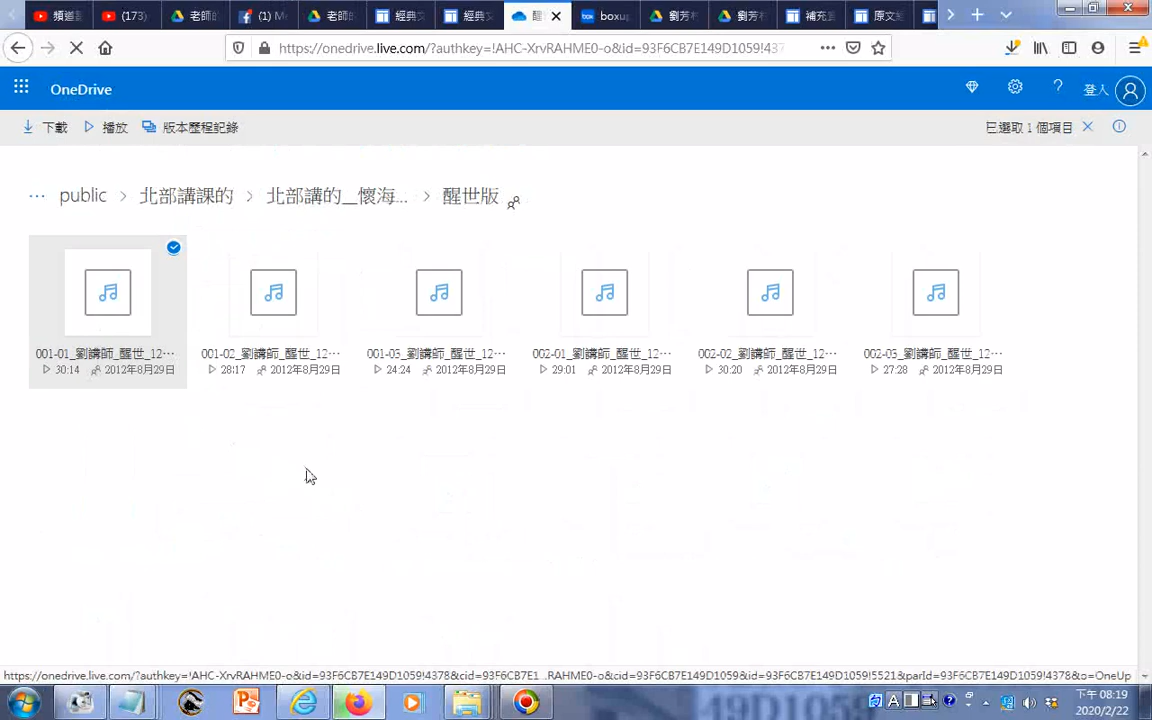 (173)
老師的
(1) M
老師
經典
經典
醒
boxup
劉芳
劉芳
補充
原文
https://onedrive.live.com/?authkey=!AHC-XrvRAHME0-o&id=93F6CB7E149D1059!437
OneDrive
登入
下載
播放
版本歷程記錄
已選取 1 個項目
... public > 北部講課的 > 北部講的__懷海... > 醒世版
001-01_劉講師_醒世_12...
30:14 2012年8月29日
001-02_劉講師_醒世_12...
28:17 2012年8月29日
001-03_劉講師_醒世_12...
24:24 2012年8月29日
002-01_劉講師_醒世_12...
29:01 2012年8月29日
002-02_劉講師_醒世_12...
30:20 2012年8月29日
002-03_劉講師_醒世_12...
27:28 2012年8月29日
https://onedrive.live.com/?authkey=!AHC-XrvRAHME0-o&id=93F6CB7E149D1059!4378&cid=93F6CB7E1...RAHME0-o&id=93F6CB7E149D1059!5521&parId=93F6CB7E149D1059!4378&o=OneUp
A
下午 08:19
2020/2/22
49D1059